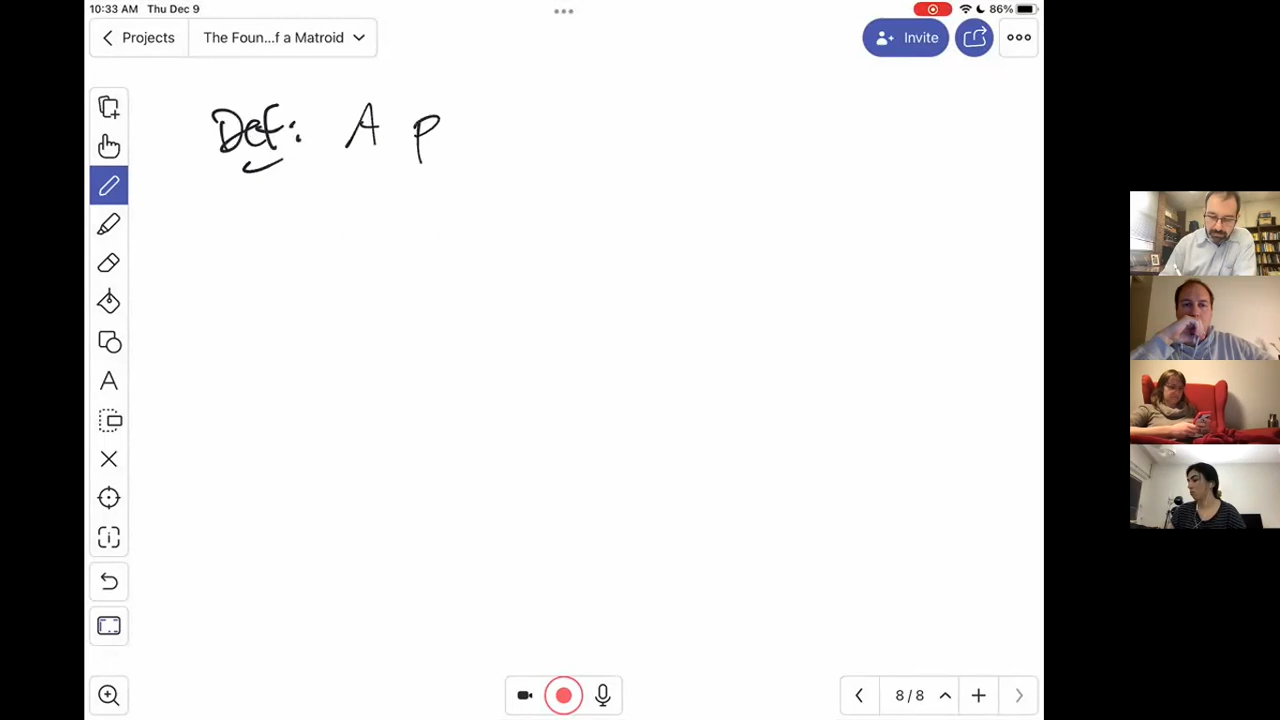 10:33 AM Thu Dec 9
86%
Projects
The Foun...f a Matroid
Invite
Def: A p
A
8 / 8